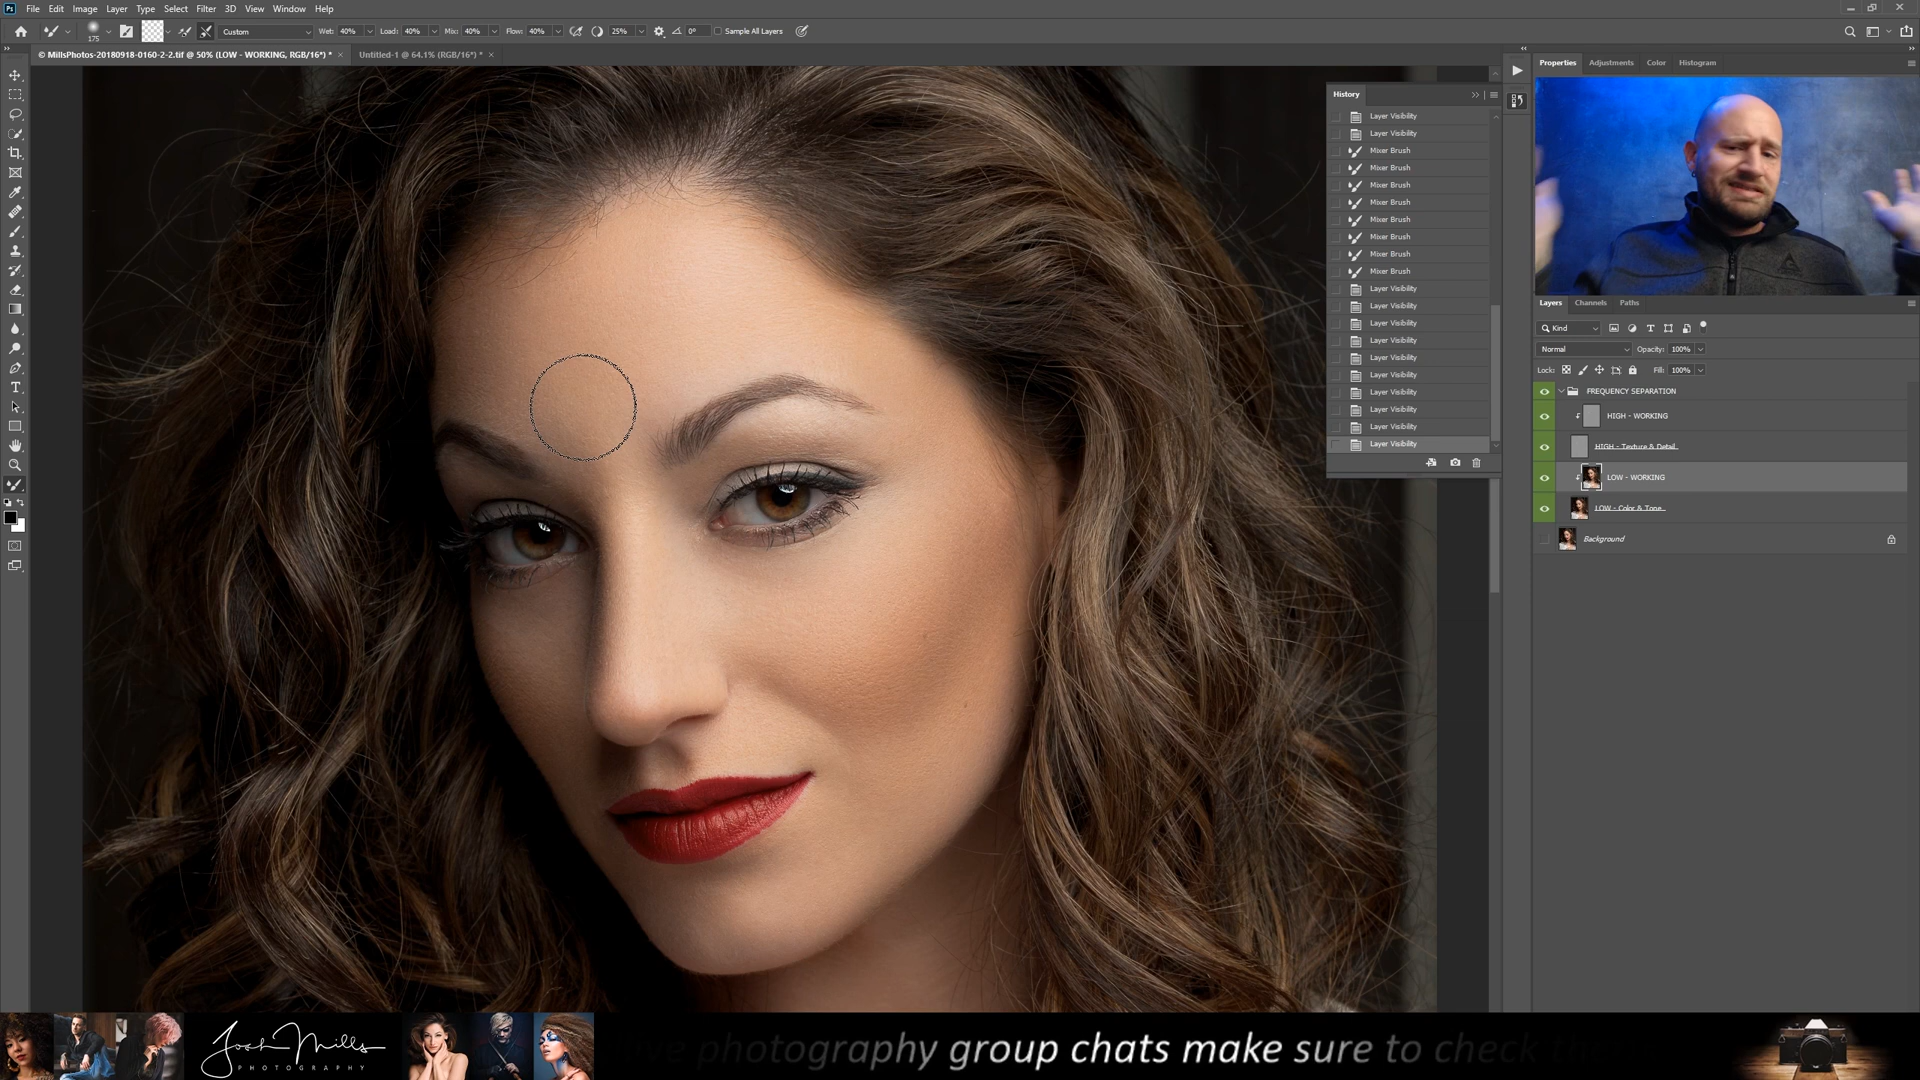 Ps File Edit Image Layer Type Select Filter 3D View Window Help
175 Custom Wet: 40% Load: 40% Mix: 40% Flow: 40% 25% 0° Sample All Layers
© MillsPhotos-20180918-0160-2-2.tif @ 50% (LOW - WORKING, RGB/16*) * × Untitled-1 @ 64.1% (RGB/16*) * ×
History
Layer Visibility
Layer Visibility
Mixer Brush
Mixer Brush
Mixer Brush
Mixer Brush
Mixer Brush
Mixer Brush
Mixer Brush
Mixer Brush
Layer Visibility
Layer Visibility
Layer Visibility
Layer Visibility
Layer Visibility
Layer Visibility
Layer Visibility
Layer Visibility
Layer Visibility
Layer Visibility
Properties Adjustments Color Histogram
Layers Channels Paths
Kind
Normal Opacity: 100%
Lock: Fill: 100%
FREQUENCY SEPARATION
HIGH - WORKING
HIGH - Texture & Detail
LOW - WORKING
LOW - Color & Tone
Background
Josh Mills
PHOTOGRAPHY
photography group chats make sure to check